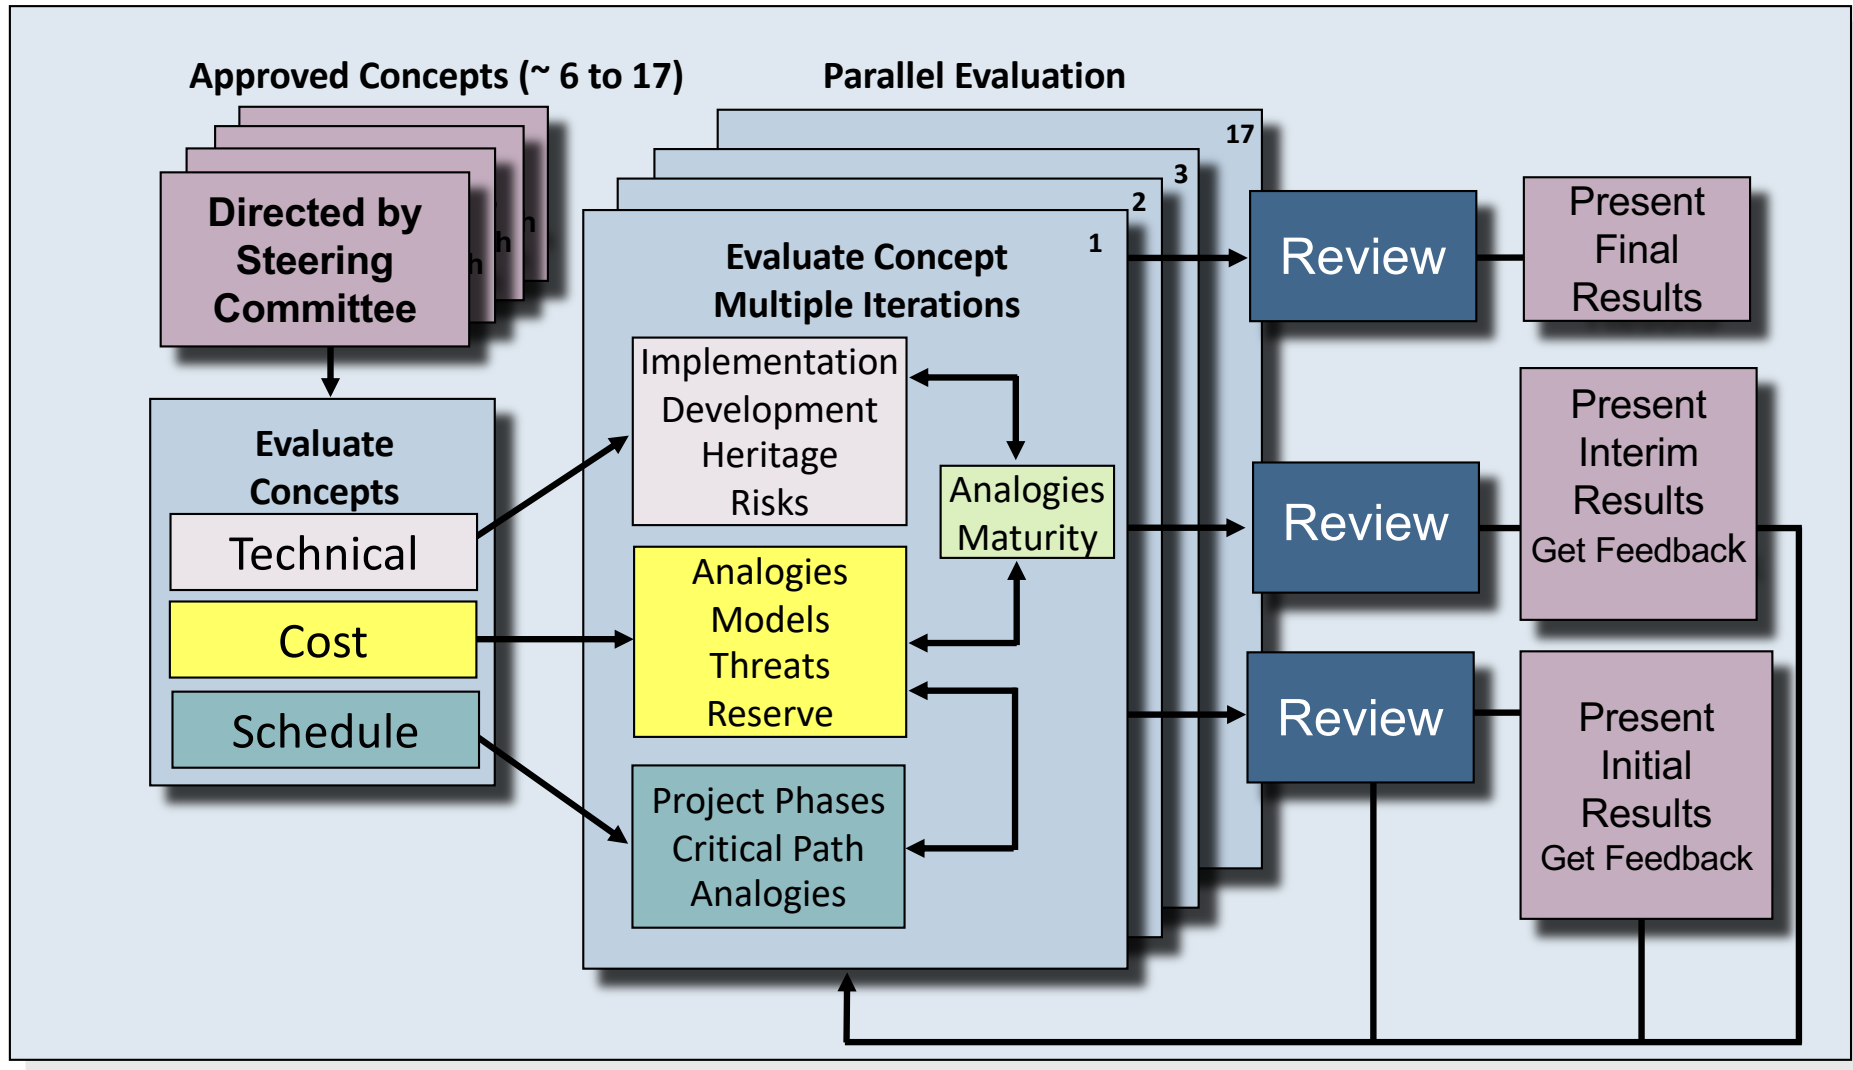 Approved Concepts (~ 6 to 17)
Parallel Evaluation
Directed by
Steering
Committee
h
h
h
Evaluate
Concepts
Technical
Cost
Schedule
17
3
2
1
Evaluate Concept
Multiple Iterations
Implementation
Development
Heritage
Risks
Analogies
Maturity
Analogies
Models
Threats
Reserve
Project Phases
Critical Path
Analogies
Review
Present
Final
Results
Review
Present
Interim
Results
Get Feedback
Review
Present
Initial
Results
Get Feedback